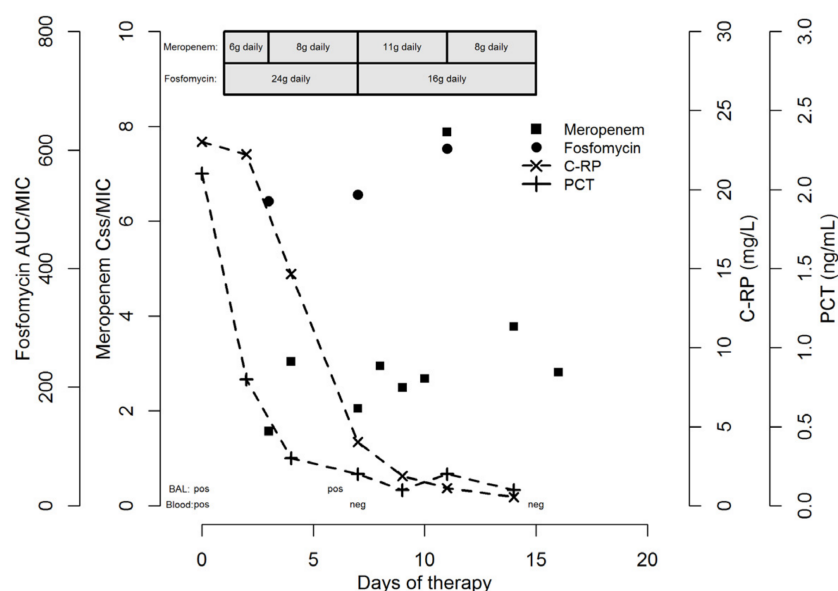 Meropenem: 6g daily 8g daily 11g daily 8g daily
Fosfomycin: 24g daily 16g daily
Meropenem
Fosfomycin
C-RP
PCT
Fosfomycin AUC/MIC
0 200 400 600 800
Meropenem Css/MIC
0 2 4 6 8 10
C-RP (mg/L)
0 5 10 15 20 25 30
PCT (ng/mL)
0.0 0.5 1.0 1.5 2.0 2.5 3.0
BAL: pos pos
Blood:pos neg neg
0 5 10 15 20
Days of therapy